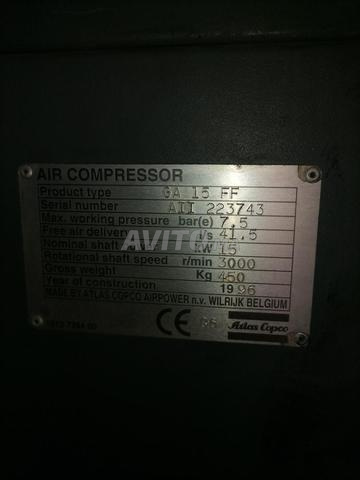 AIR COMPRESSOR
Product type GA 15 FF
Serial number AII 223743
Max. working pressure bar(e) 7,5
Free air delivery l/s 41.5
Nominal shaft kW 15
Rotational shaft speed r/min 3000
Gross weight Kg 450
Year of construction 1996
MADE BY ATLAS COPCO AIRPOWER n.v. WILRIJK BELGIUM
CE 96 Atlas Copco
AVITO